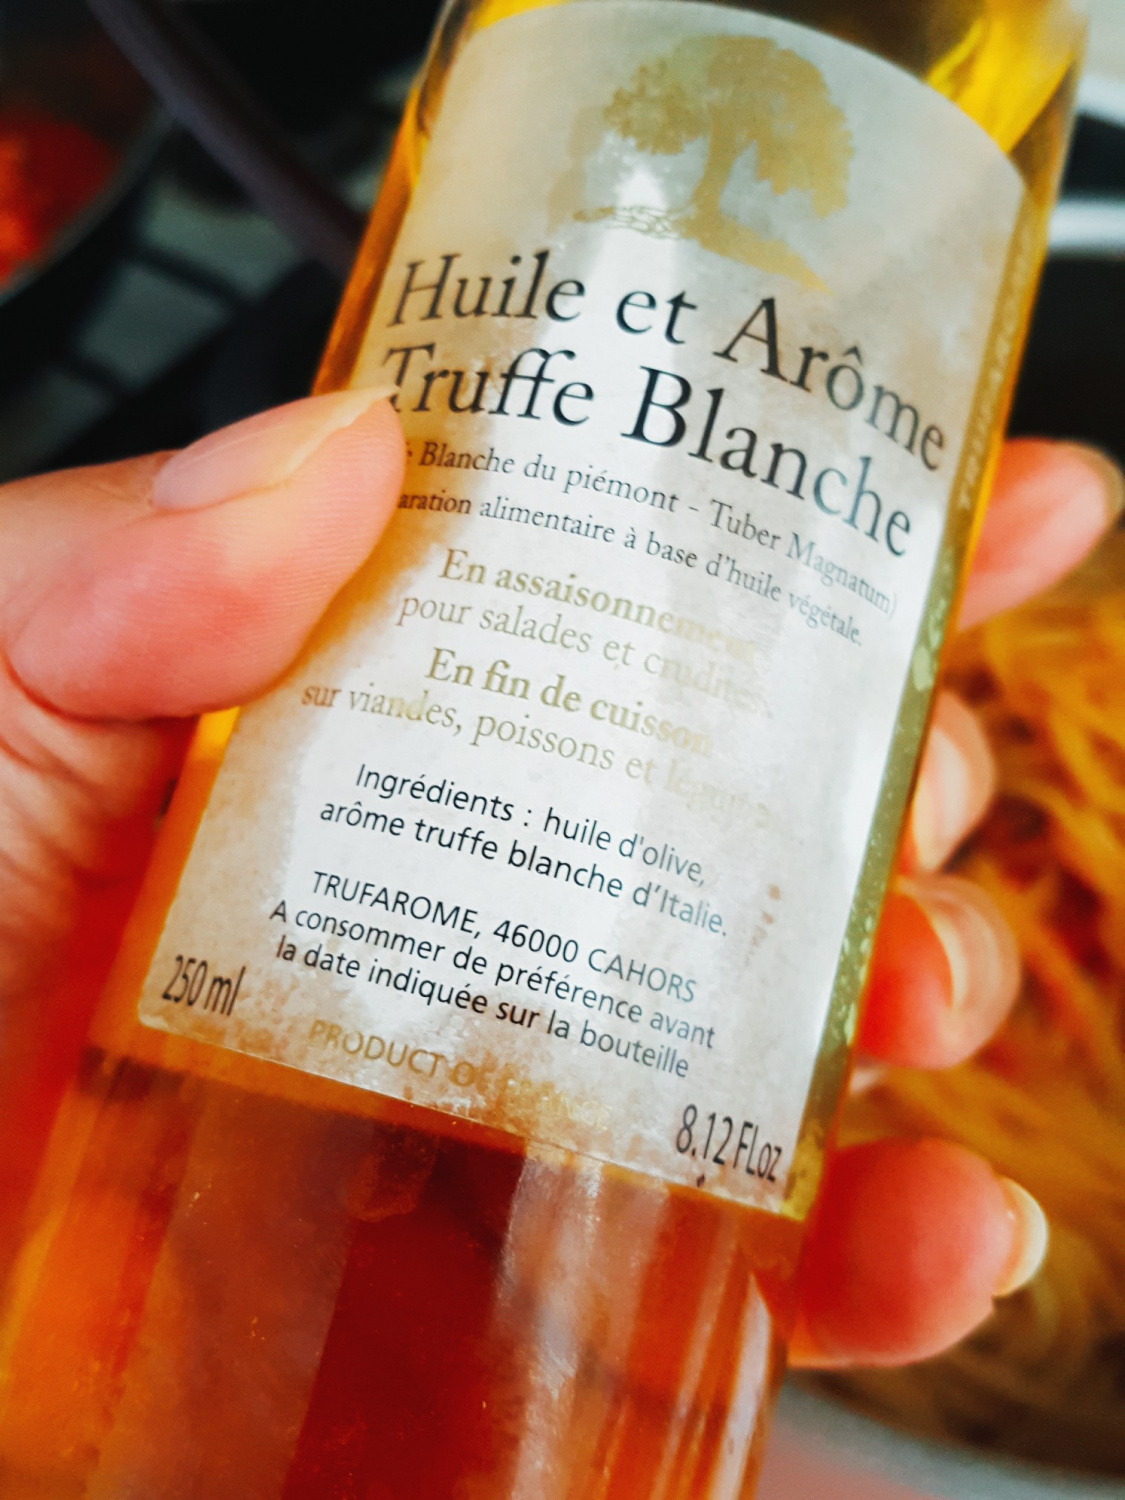 Huile et Arôme
Truffe Blanche
Blanche du piémont - Tuber Magnatum)
aration alimentaire à base d'huile végétale.
En assaisonnement
pour salades et crudités
En fin de cuisson
sur viandes, poissons et légumes
Ingrédients : huile d'olive,
arôme truffe blanche d'Italie.
TRUFAROME, 46000 CAHORS
A consommer de préférence avant
la date indiquée sur la bouteille
250 ml
PRODUCT OF
8.12 FLoz